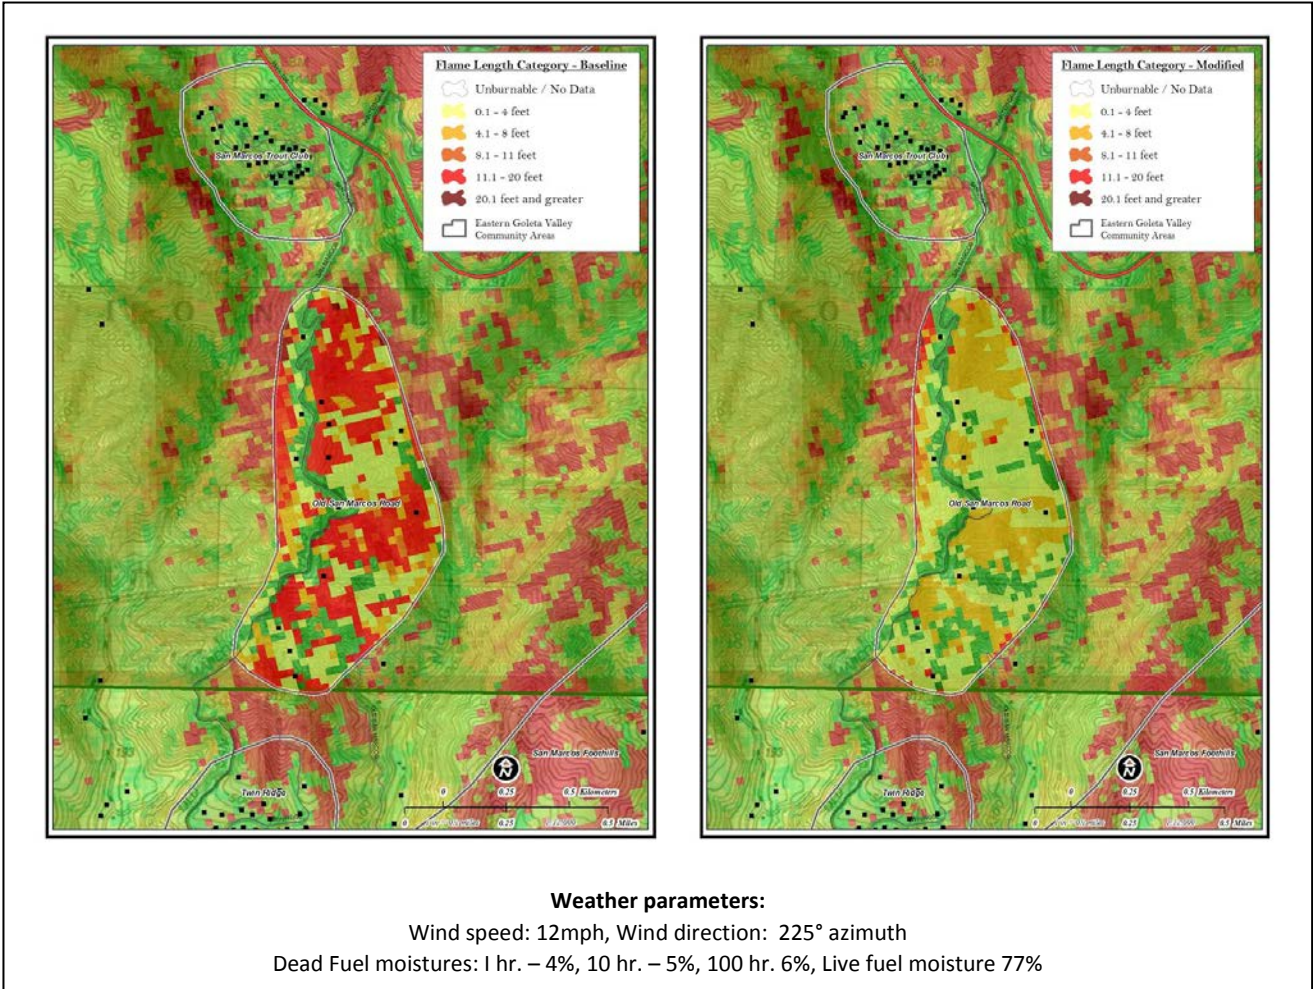 Flame Length Category - Baseline
Unburnable / No Data
0.1 - 4 feet
4.1 - 8 feet
8.1 - 11 feet
11.1 - 20 feet
20.1 feet and greater
Eastern Goleta Valley
Community Areas
San Marcos Trout Club
Old San Marcos Road
San Marcos Foothills
Twin Ridge
N
0 0.25 0.5 Kilometers
0 0.25 0.5 Miles
Flame Length Category - Modified
Unburnable / No Data
0.1 - 4 feet
4.1 - 8 feet
8.1 - 11 feet
11.1 - 20 feet
20.1 feet and greater
Eastern Goleta Valley
Community Areas
San Marcos Trout Club
Old San Marcos Road
San Marcos Foothills
Twin Ridge
N
0 0.25 0.5 Kilometers
0 0.25 0.5 Miles
Weather parameters:
Wind speed: 12mph, Wind direction: 225° azimuth
Dead Fuel moistures: I hr. – 4%, 10 hr. – 5%, 100 hr. 6%, Live fuel moisture 77%